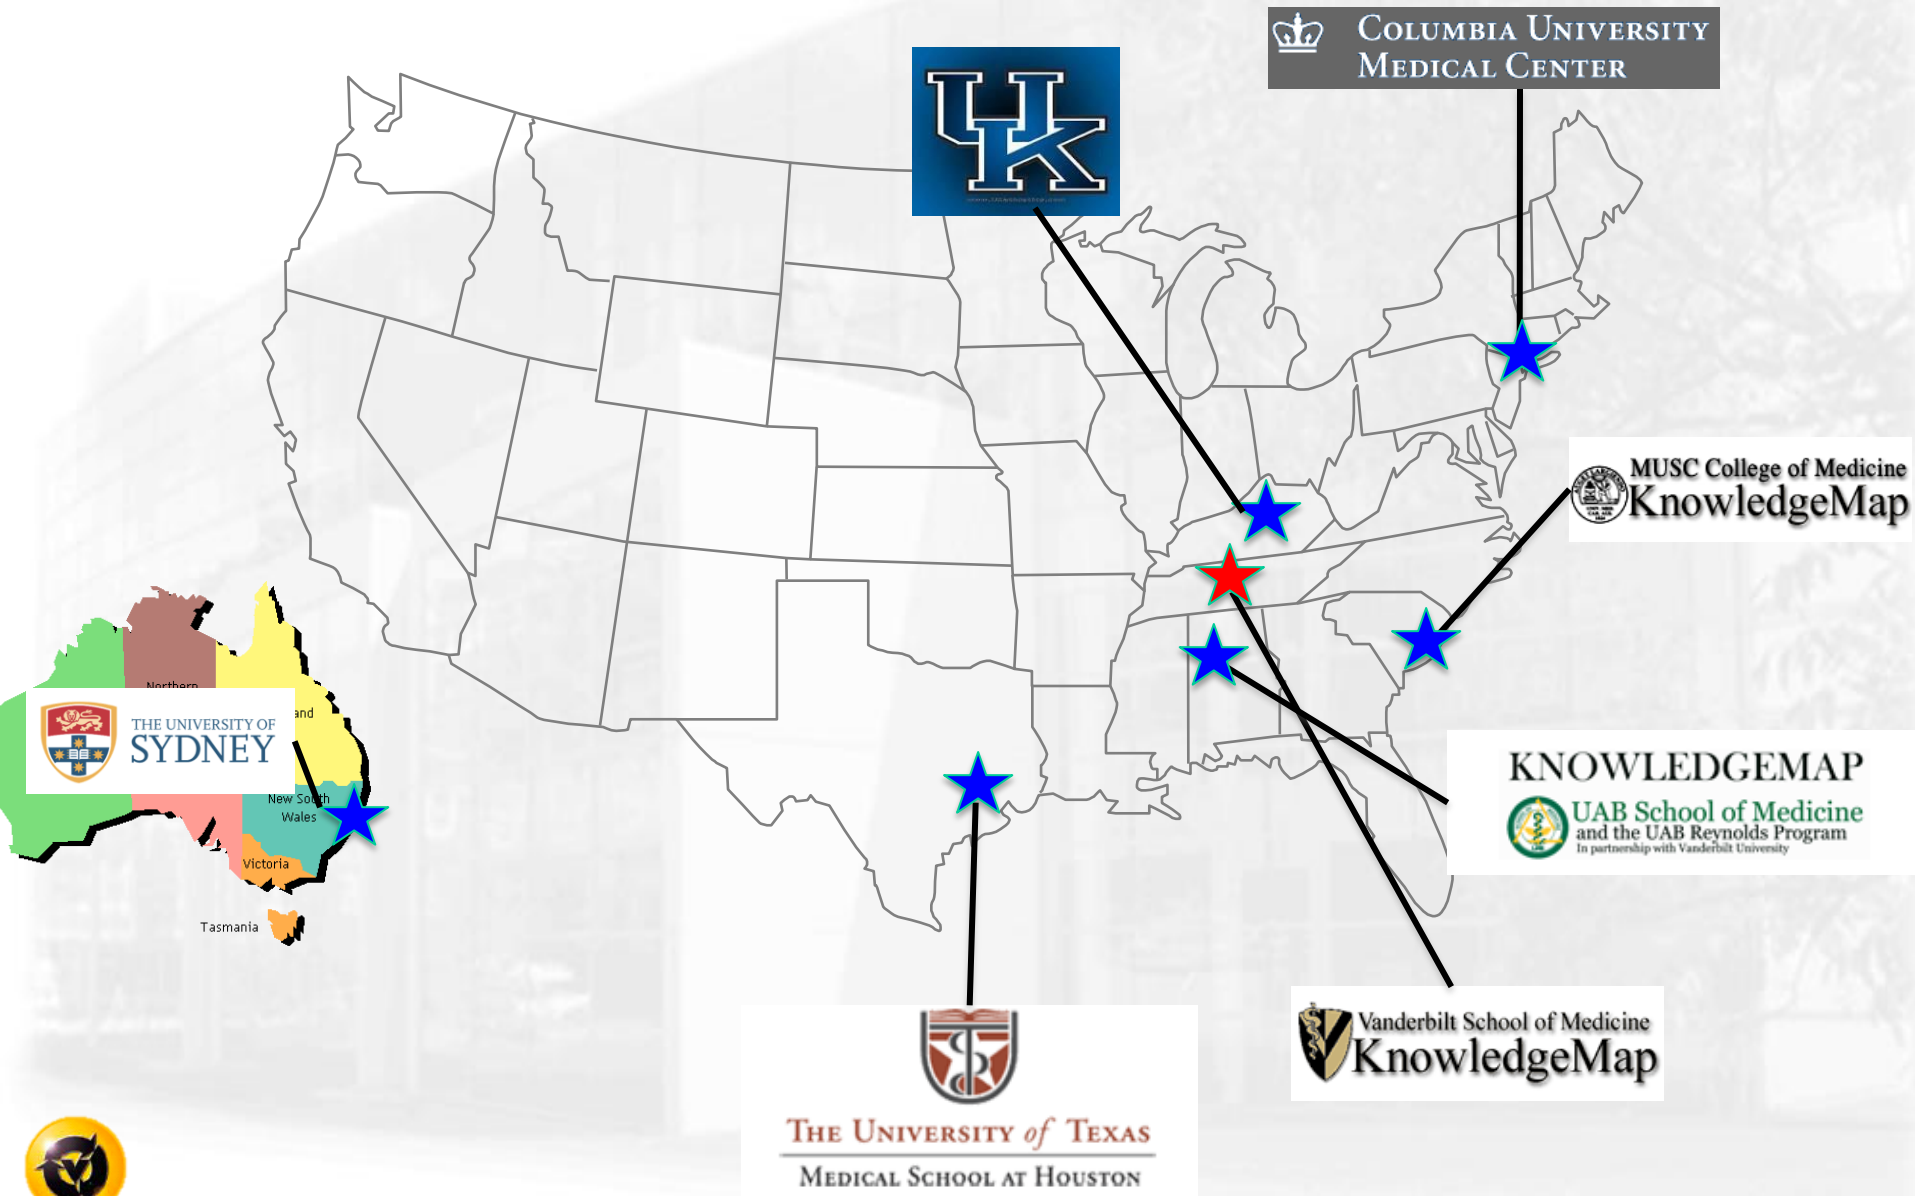 COLUMBIA UNIVERSITY
MEDICAL CENTER
UK
MUSC College of Medicine
KnowledgeMap
Northern
and
THE UNIVERSITY OF
SYDNEY
New South
Wales
Victoria
Tasmania
KNOWLEDGEMAP
UAB School of Medicine
and the UAB Reynolds Program
In partnership with Vanderbilt University
Vanderbilt School of Medicine
KnowledgeMap
THE UNIVERSITY of TEXAS
MEDICAL SCHOOL AT HOUSTON